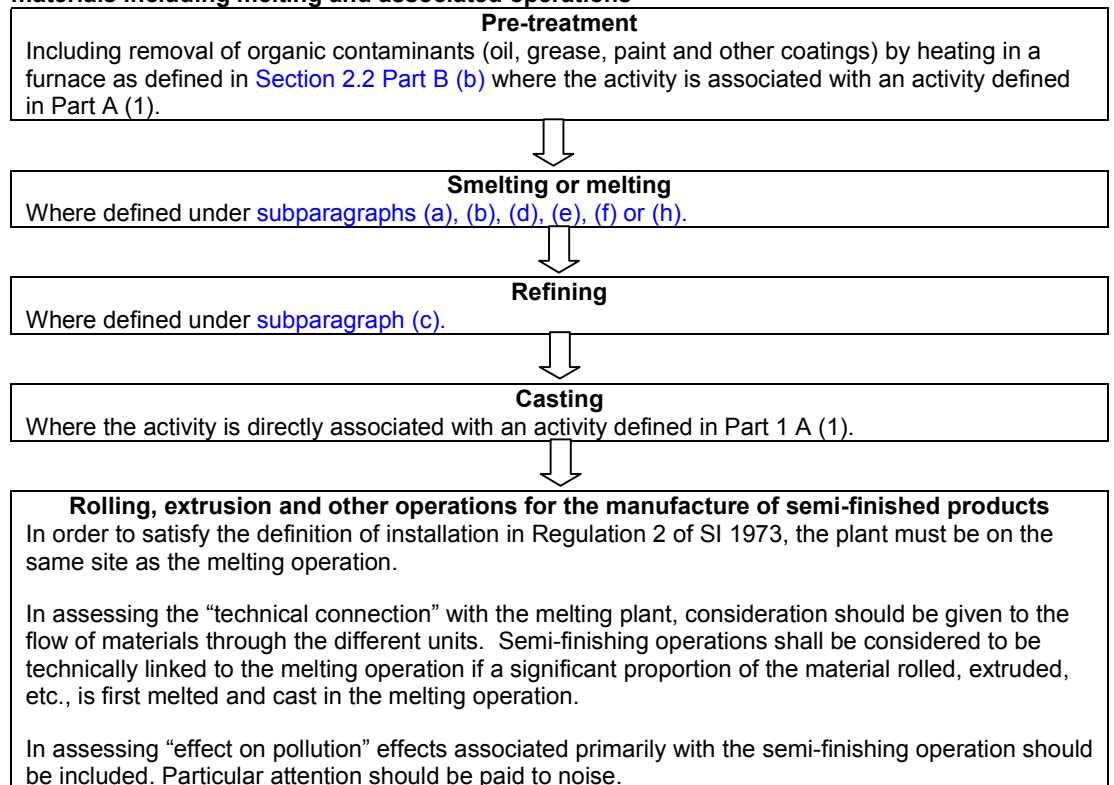 materials including melting and associated operations
Pre-treatment
Including removal of organic contaminants (oil, grease, paint and other coatings) by heating in a
furnace as defined in Section 2.2 Part B (b) where the activity is associated with an activity defined
in Part A (1).
Smelting or melting
Where defined under subparagraphs (a), (b), (d), (e), (f) or (h).
Refining
Where defined under subparagraph (c).
Casting
Where the activity is directly associated with an activity defined in Part 1 A (1).
Rolling, extrusion and other operations for the manufacture of semi-finished products
In order to satisfy the definition of installation in Regulation 2 of SI 1973, the plant must be on the
same site as the melting operation.
In assessing the “technical connection” with the melting plant, consideration should be given to the
flow of materials through the different units.  Semi-finishing operations shall be considered to be
technically linked to the melting operation if a significant proportion of the material rolled, extruded,
etc., is first melted and cast in the melting operation.
In assessing “effect on pollution” effects associated primarily with the semi-finishing operation should
be included. Particular attention should be paid to noise.